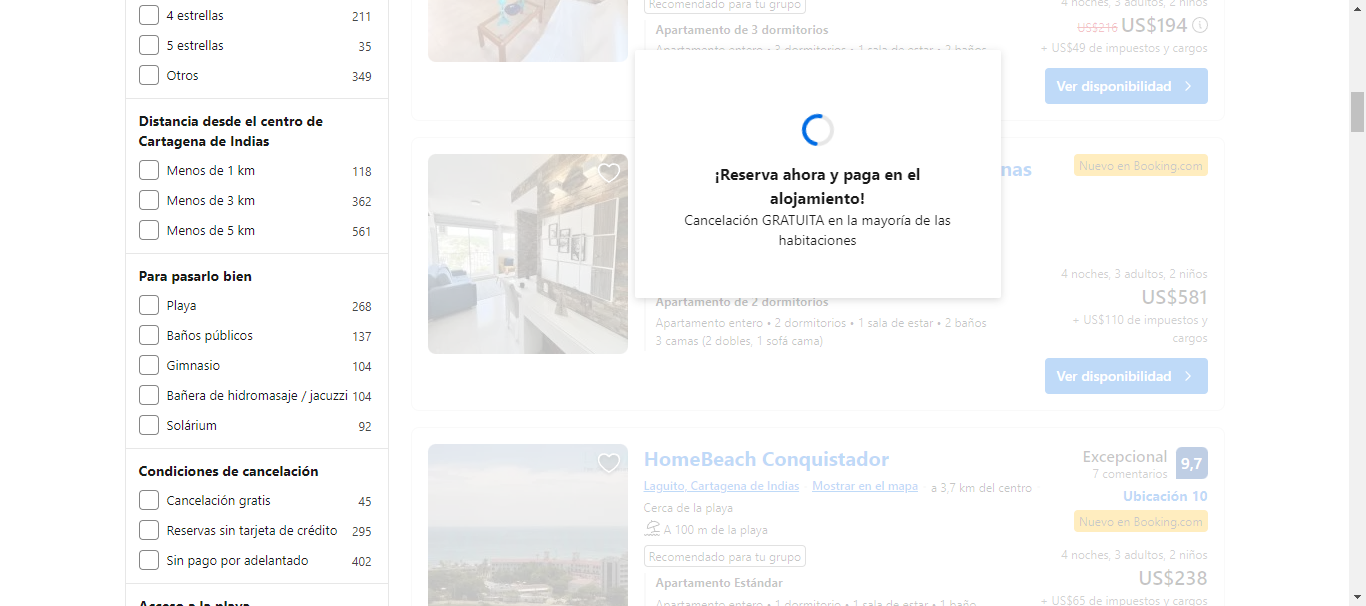 4 estrellas 211
5 estrellas 35
Otros 349
Distancia desde el centro de
Cartagena de Indias
Menos de 1 km 118
Menos de 3 km 362
Menos de 5 km 561
Para pasarlo bien
Playa 268
Baños públicos 137
Gimnasio 104
Bañera de hidromasaje / jacuzzi 104
Solárium 92
Condiciones de cancelación
Cancelación gratis 45
Reservas sin tarjeta de crédito 295
Sin pago por adelantado 402
Acceso a la playa
Recomendado para tu grupo
Apartamento de 3 dormitorios
Apartamento entero • 3 dormitorios • 1 sala de estar • 2 baños
4 noches, 3 adultos, 2 niños
US$216 US$194
+ US$49 de impuestos y cargos
Ver disponibilidad
¡Reserva ahora y paga en el
alojamiento!
Cancelación GRATUITA en la mayoría de las
habitaciones
nas
Nuevo en Booking.com
Apartamento de 2 dormitorios
Apartamento entero • 2 dormitorios • 1 sala de estar • 2 baños
3 camas (2 dobles, 1 sofá cama)
4 noches, 3 adultos, 2 niños
US$581
+ US$110 de impuestos y
cargos
Ver disponibilidad
HomeBeach Conquistador
Laguito, Cartagena de Indias · Mostrar en el mapa · a 3,7 km del centro ·
Cerca de la playa
A 100 m de la playa
Recomendado para tu grupo
Apartamento Estándar
Apartamento entero • 1 dormitorio • 1 sala de estar • 1 baño
Excepcional 9,7
7 comentarios
Ubicación 10
Nuevo en Booking.com
4 noches, 3 adultos, 2 niños
US$238
+ US$65 de impuestos y cargos